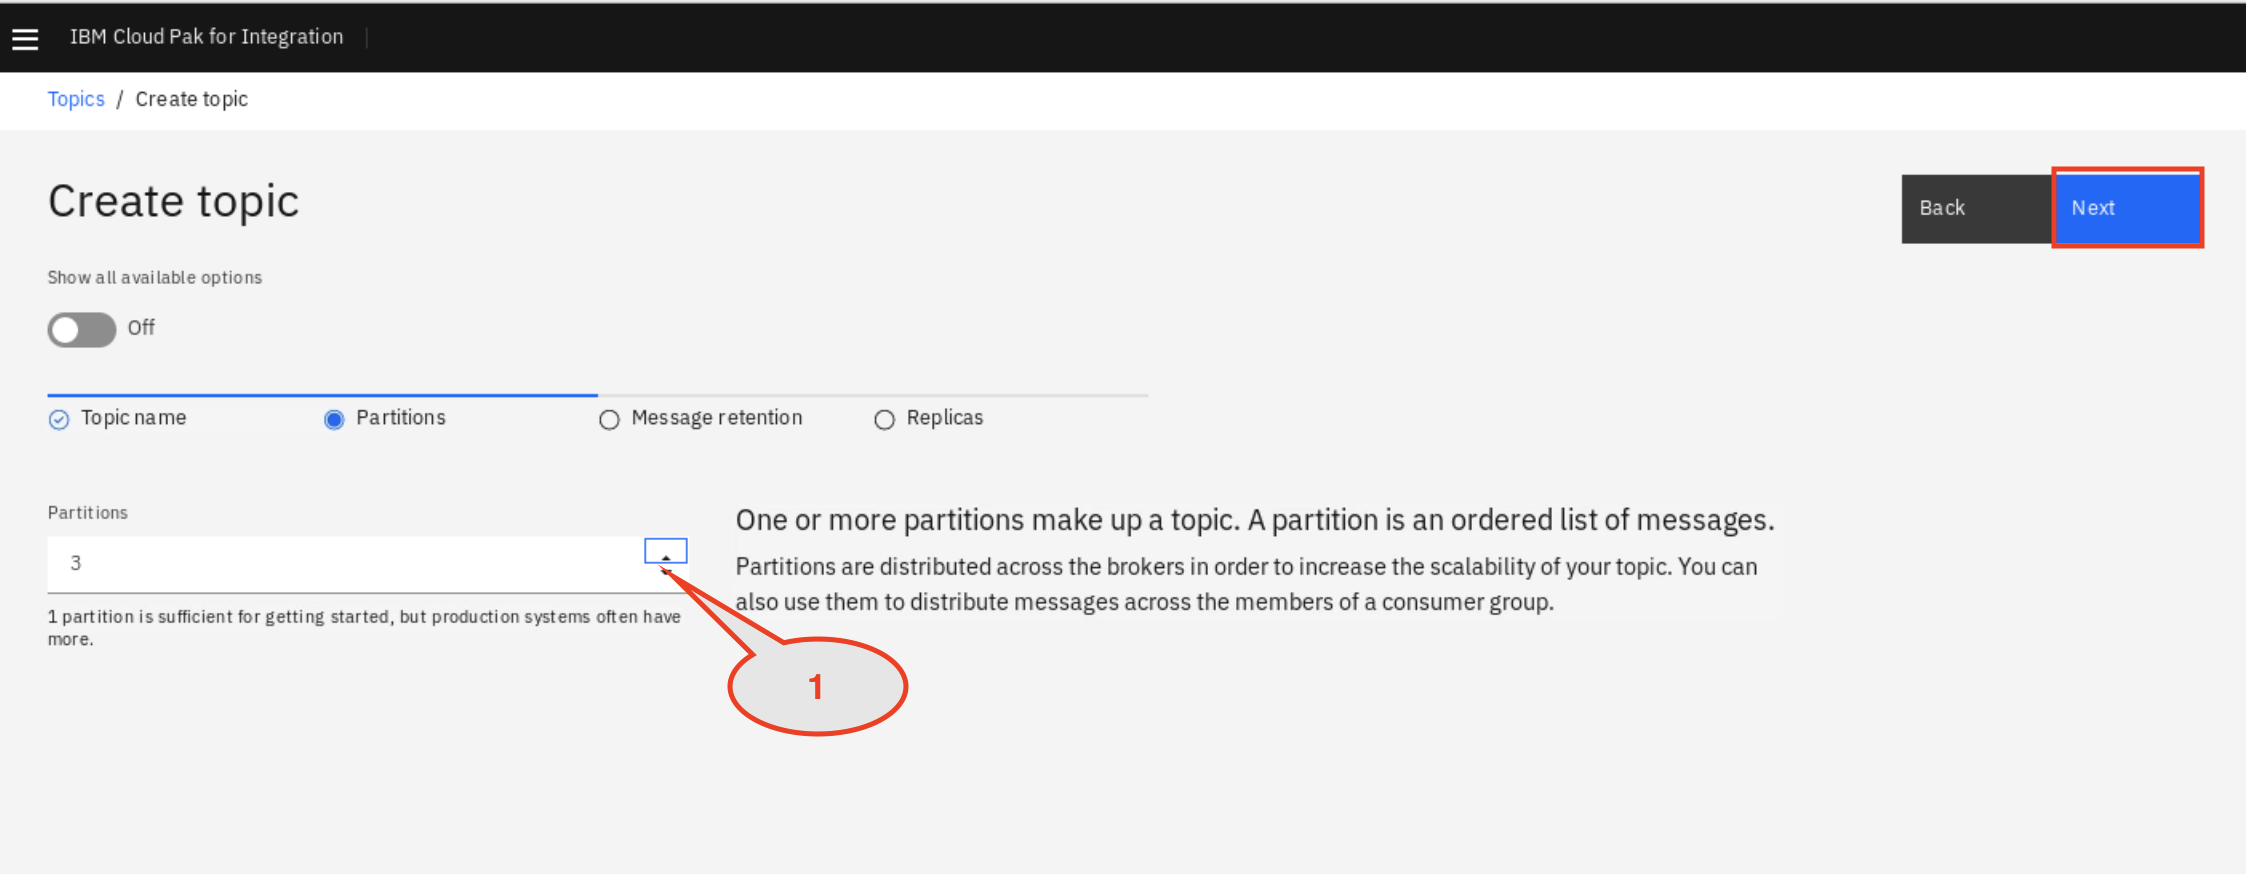 IBM Cloud Pak for Integration
Topics / Create topic
Create topic
Back
Next
Show all available options
Off
Topic name
Partitions
Message retention
Replicas
Partitions
3
1 partition is sufficient for getting started, but production systems often have
more.
One or more partitions make up a topic. A partition is an ordered list of messages.
Partitions are distributed across the brokers in order to increase the scalability of your topic. You can
also use them to distribute messages across the members of a consumer group.
1